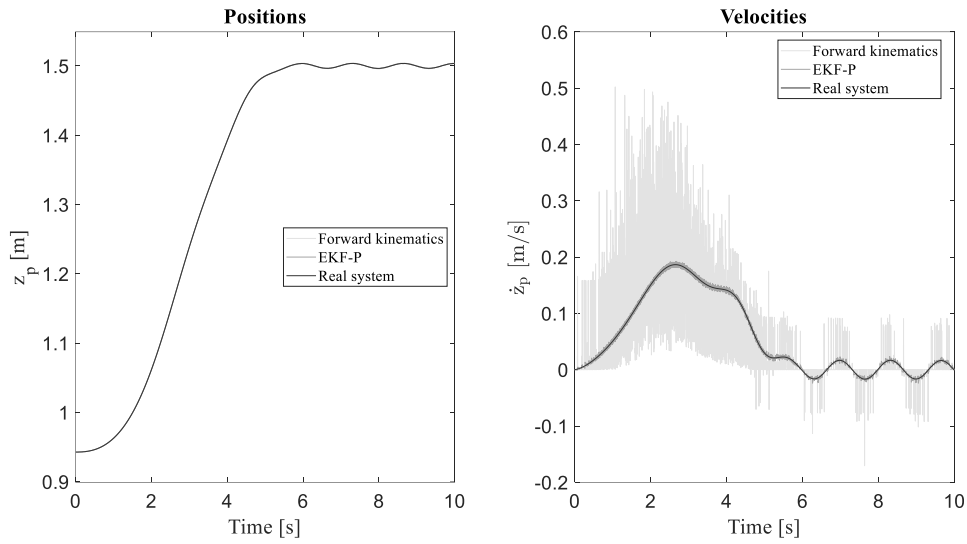 Positions
1.5
1.4
1.3
1.2
1.1
1
0.9
z_p [m]
0
2
4
6
8
10
Time [s]
Forward kinematics
EKF-P
Real system
Velocities
0.6
0.5
0.4
0.3
0.2
0.1
0
-0.1
-0.2
ż_p [m/s]
0
2
4
6
8
10
Time [s]
Forward kinematics
EKF-P
Real system